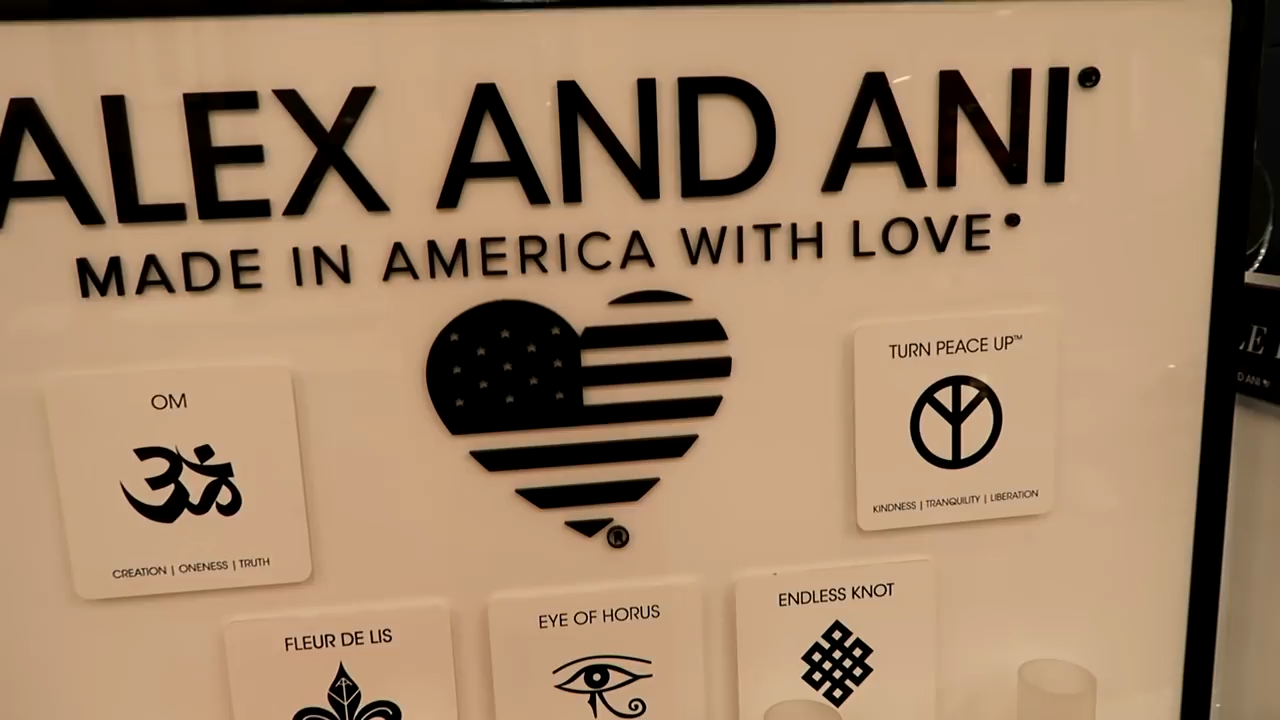 ALEX AND ANI
MADE IN AMERICA WITH LOVE
®
OM
CREATION | ONENESS | TRUTH
TURN PEACE UP™
KINDNESS | TRANQUILITY | LIBERATION
FLEUR DE LIS
EYE OF HORUS
ENDLESS KNOT